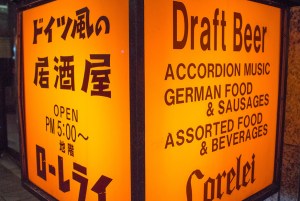 ドイツ風の
居酒屋
OPEN
PM 5:00〜
地階
ローレライ
Draft Beer
ACCORDION MUSIC
GERMAN FOOD
& SAUSAGES
ASSORTED FOOD
& BEVERAGES
Lorelei